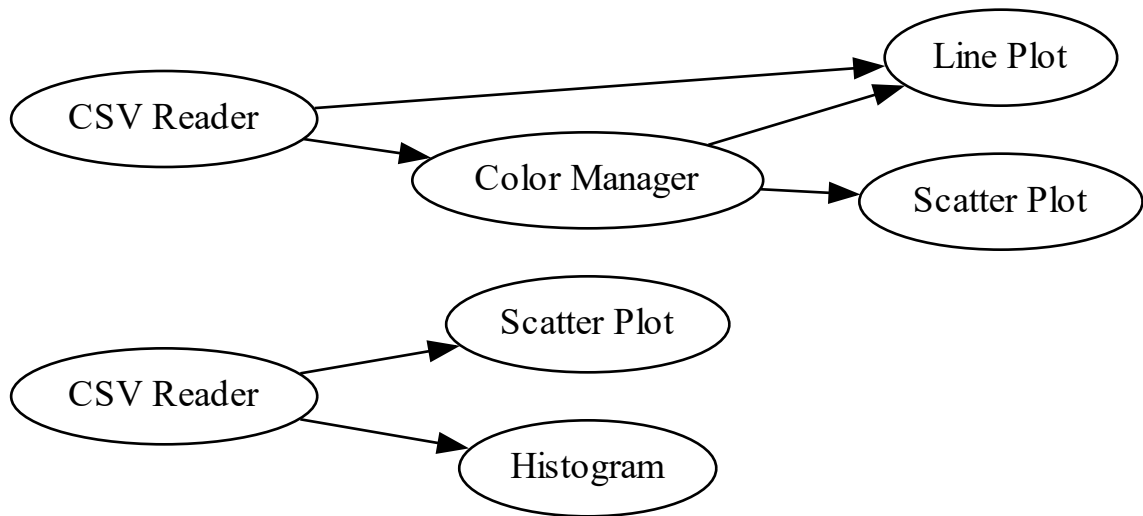 Line Plot
CSV Reader
Color Manager
Scatter Plot
Scatter Plot
CSV Reader
Histogram